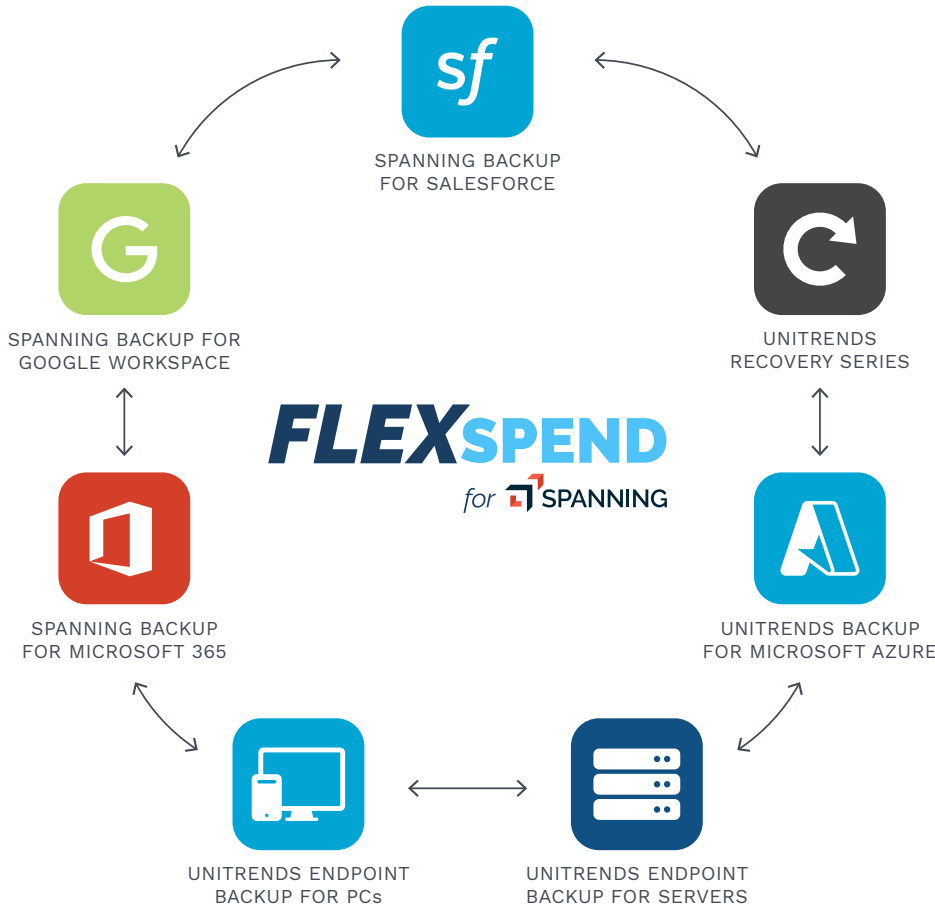 sf
SPANNING BACKUP
FOR SALESFORCE
G
SPANNING BACKUP FOR
GOOGLE WORKSPACE
UNITRENDS
RECOVERY SERIES
FLEXSPEND
for SPANNING
SPANNING BACKUP
FOR MICROSOFT 365
UNITRENDS BACKUP
FOR MICROSOFT AZURE
UNITRENDS ENDPOINT
BACKUP FOR PCs
UNITRENDS ENDPOINT
BACKUP FOR SERVERS